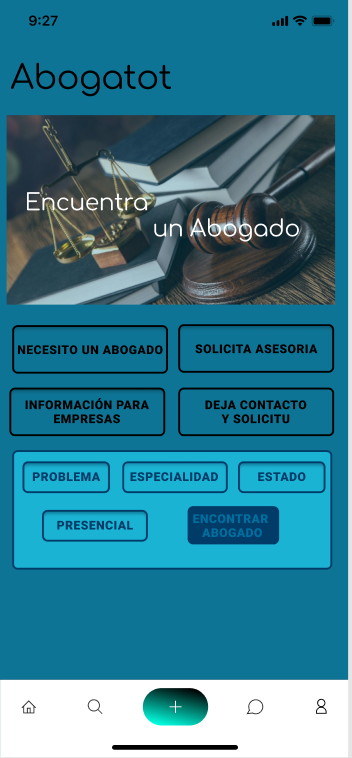 9:27
Abogatot
Encuentra
un Abogado
NECESITO UN ABOGADO
SOLICITA ASESORIA
INFORMACIÓN PARA
EMPRESAS
DEJA CONTACTO
Y SOLICITU
PROBLEMA
ESPECIALIDAD
ESTADO
PRESENCIAL
ENCONTRAR
ABOGADO